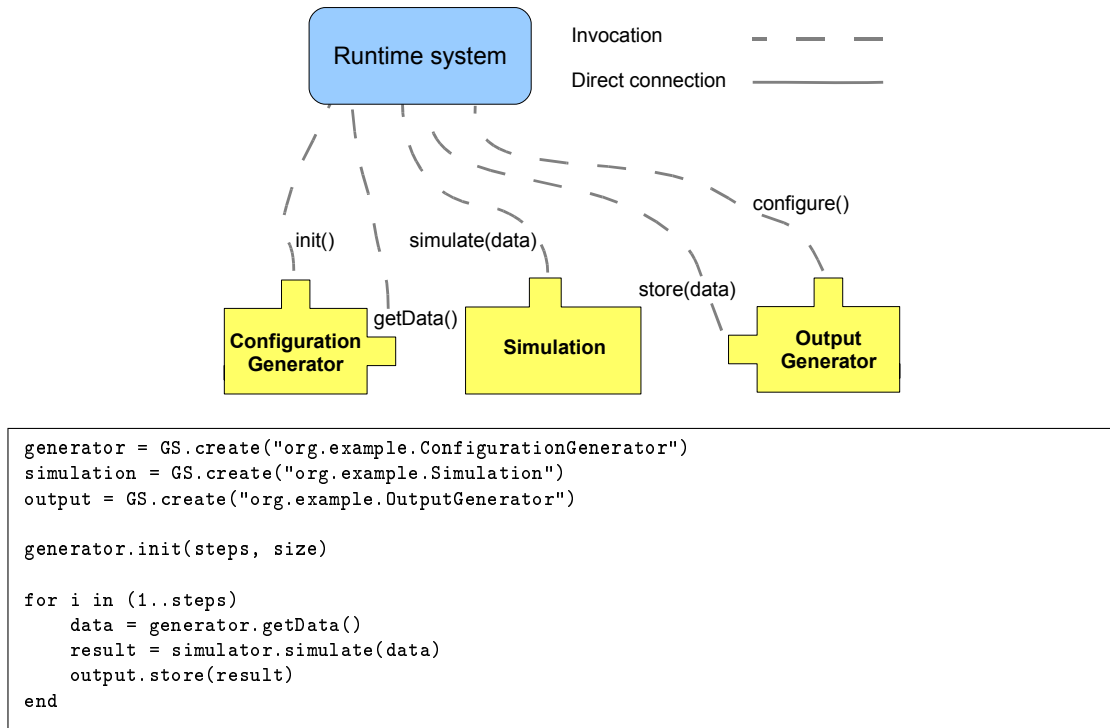 Runtime system
Invocation
Direct connection
configure()
init()
simulate(data)
store(data)
getData()
Configuration
Generator
Simulation
Output
Generator
generator = GS.create("org.example.ConfigurationGenerator")
simulation = GS.create("org.example.Simulation")
output = GS.create("org.example.OutputGenerator")
generator.init(steps, size)
for i in (1..steps)
    data = generator.getData()
    result = simulator.simulate(data)
    output.store(result)
end